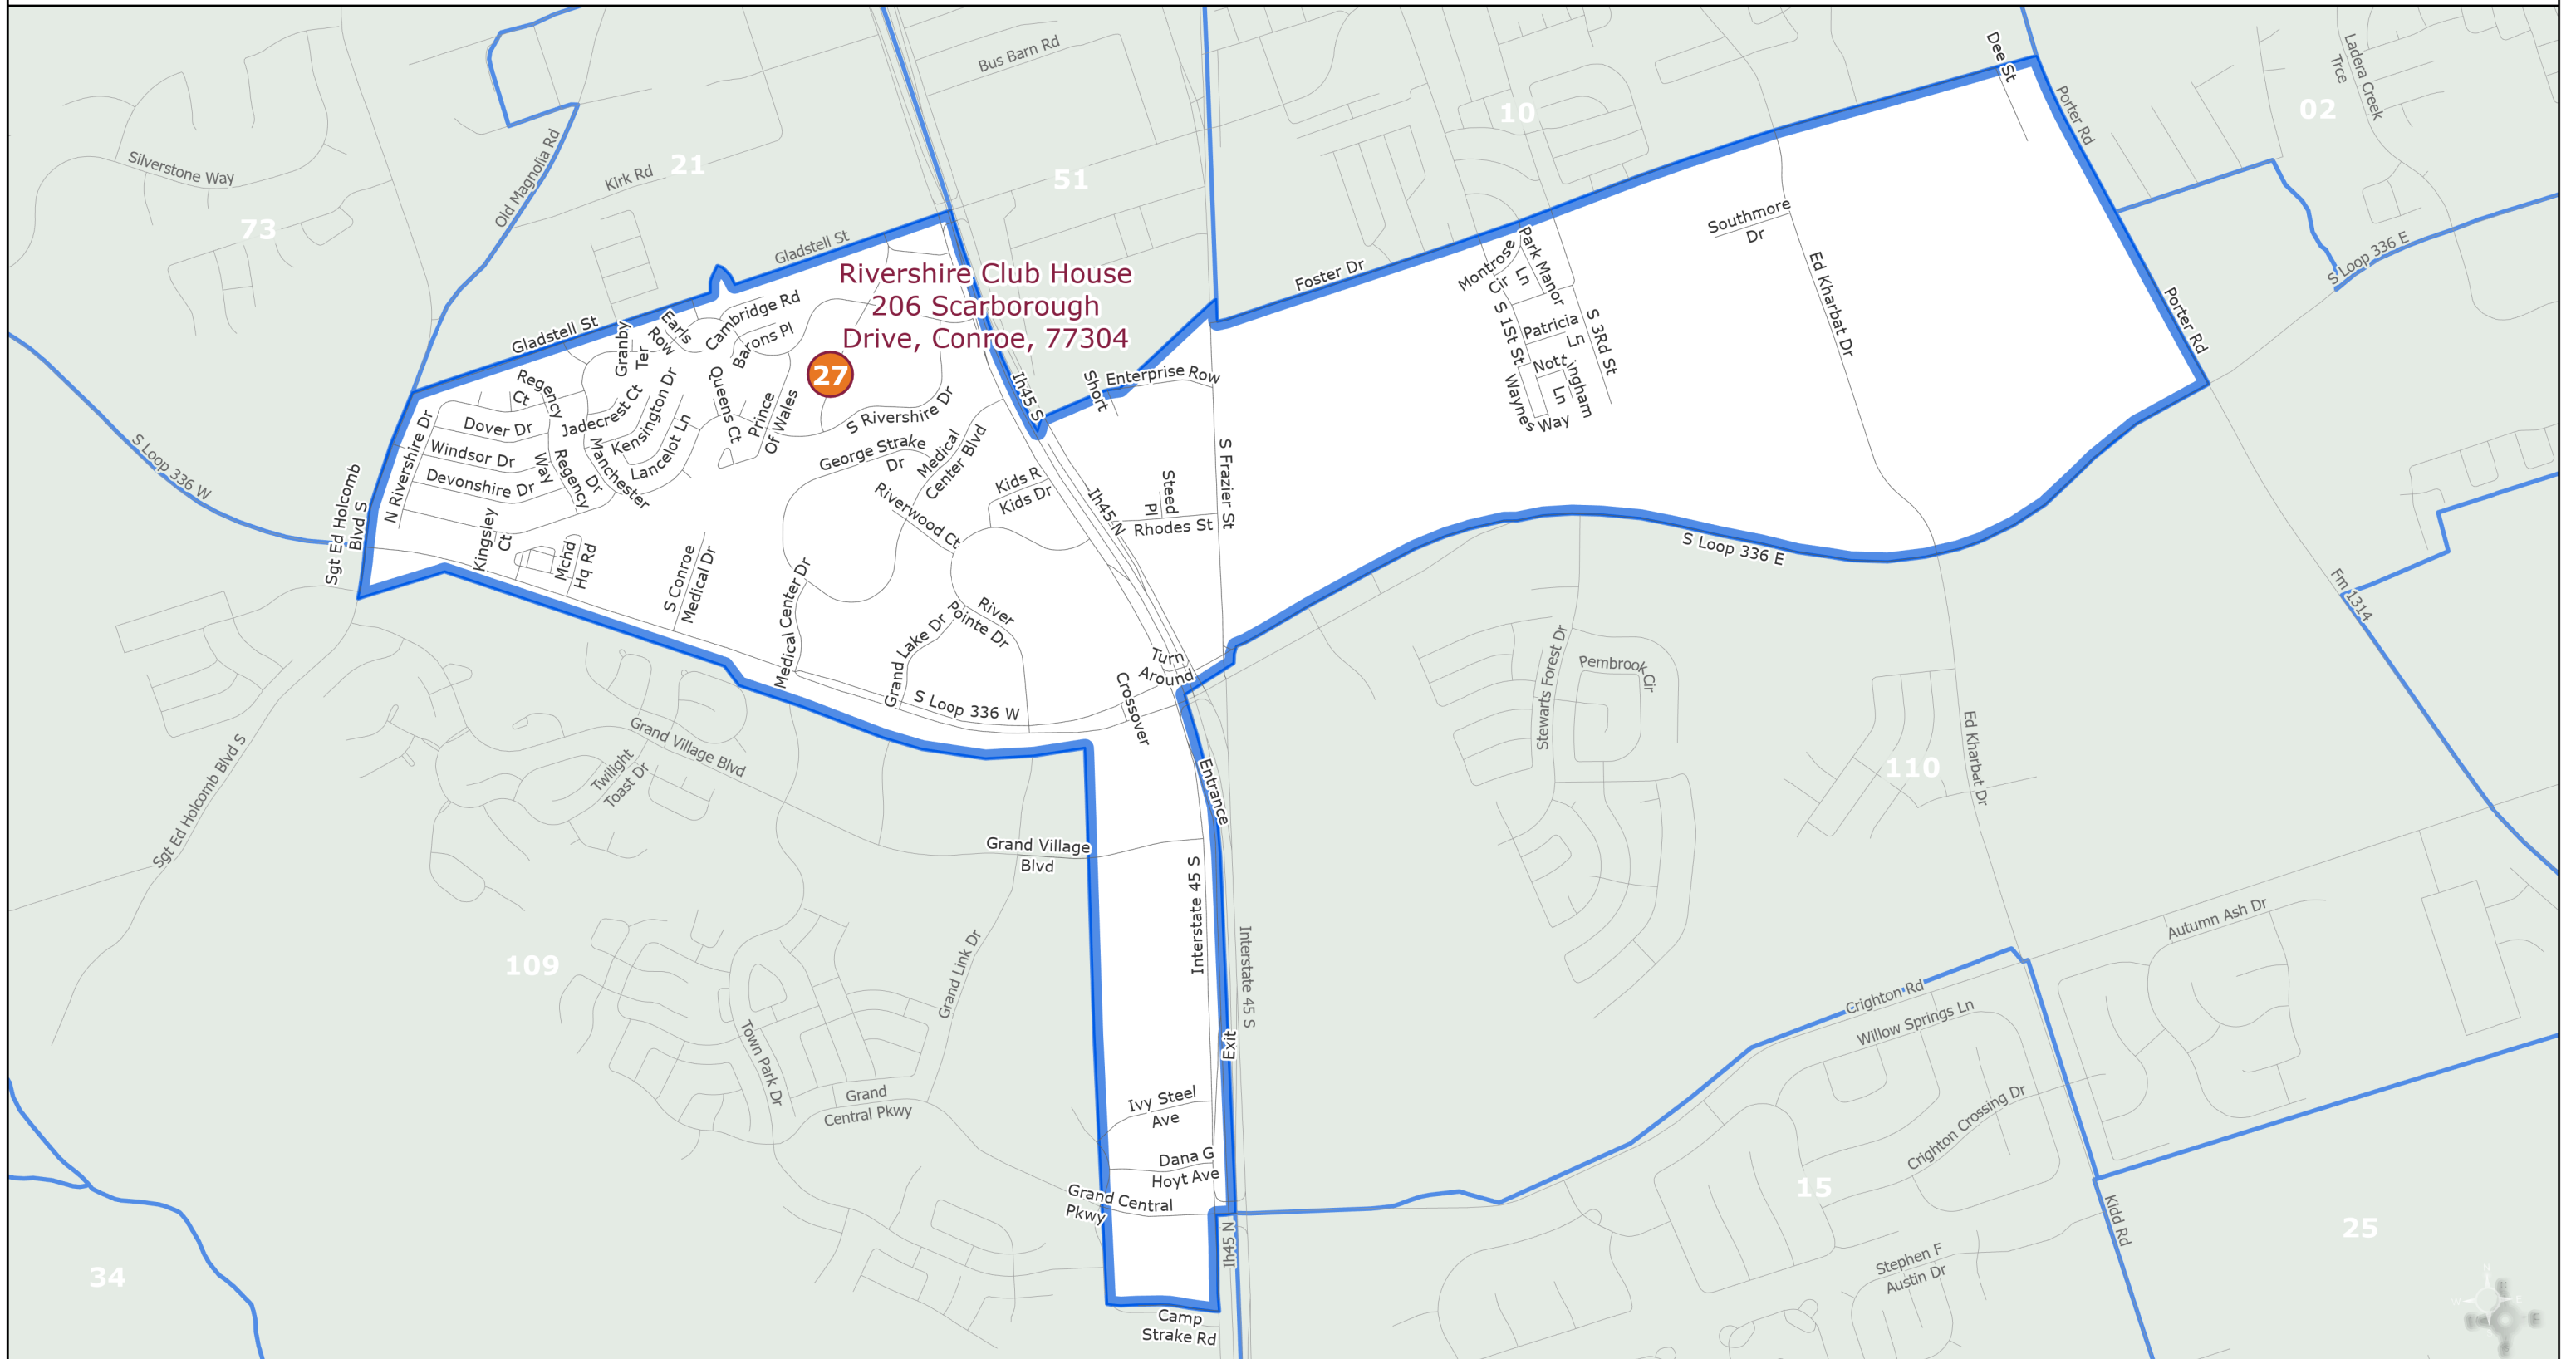 Bus Barn Rd
Dee St
Ladera Creek
Trce
Porter Rd
02
10
Silverstone Way
73
Old Magnolia Rd
Kirk Rd
21
51
Gladstell St
Rivershire Club House
206 Scarborough
Drive, Conroe, 77304
27
Foster Dr
Southmore
Dr
S Loop 336 E
Montrose
Cir
Park Manor
Ln
Ed Kharbat Dr
Porter Rd
Gladstell St
Granby
Ter
Earls
Row
Cambridge Rd
Barons Pl
S 1St St
Patricia
Ln
S 3Rd St
Nottingham
Ln
Waynes
Way
Ih45 S
Short
Enterprise Row
Regency
Ct
Jadecrest Ct
Kensington Dr
Queens Ct
Prince
Of Wales
S Rivershire Dr
N Rivershire Dr
Dover Dr
Windsor Dr
Devonshire Dr
Regency
Way
Manchester
Dr
Lancelot Ln
George Strake
Dr
Medical
Center Blvd
S Loop 336 W
Sgt Ed Holcomb
Blvd S
Kingsley
Ct
Mchd
Hq Rd
S Conroe
Medical Dr
Riverwood Ct
Kids R
Kids Dr
Ih45 N
Steed
Pl
Rhodes St
S Frazier St
S Loop 336 E
Medical Center Dr
Grand Lake Dr
River
Pointe Dr
Turn
Around
Crossover
S Loop 336 W
Fm 1314
Stewarts Forest Dr
Pembrook Cir
Ed Kharbat Dr
110
Sgt Ed Holcomb Blvd S
Grand Village Blvd
Twilight
Toast Dr
Entrance
Grand Village
Blvd
Interstate 45 S
Interstate 45 S
Exit
109
Grand Link Dr
Town Park Dr
Grand
Central Pkwy
Autumn Ash Dr
Crighton Rd
Willow Springs Ln
Crighton Crossing Dr
Ivy Steel
Ave
Dana G
Hoyt Ave
Grand Central
Pkwy
Ih45 N
15
Kidd Rd
25
Stephen F
Austin Dr
34
Camp
Strake Rd